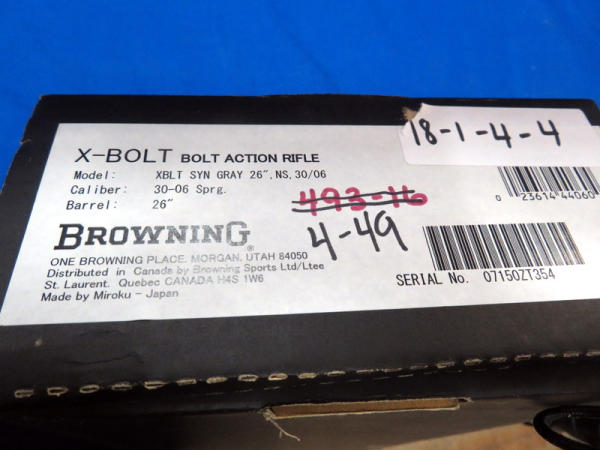 18-1-4-4
X-BOLT BOLT ACTION RIFLE
Model: XBLT SYN GRAY 26",NS,30/06
Caliber: 30-06 Sprg.
Barrel: 26"
493-16
4-49
0 23614 44060
BROWNING®
ONE BROWNING PLACE, MORGAN, UTAH 84050
Distributed in Canada by Browning Sports Ltd/Ltee
St. Laurent. Quebec CANADA H4S 1W6
Made by Miroku - Japan
SERIAL No. 07150ZT354